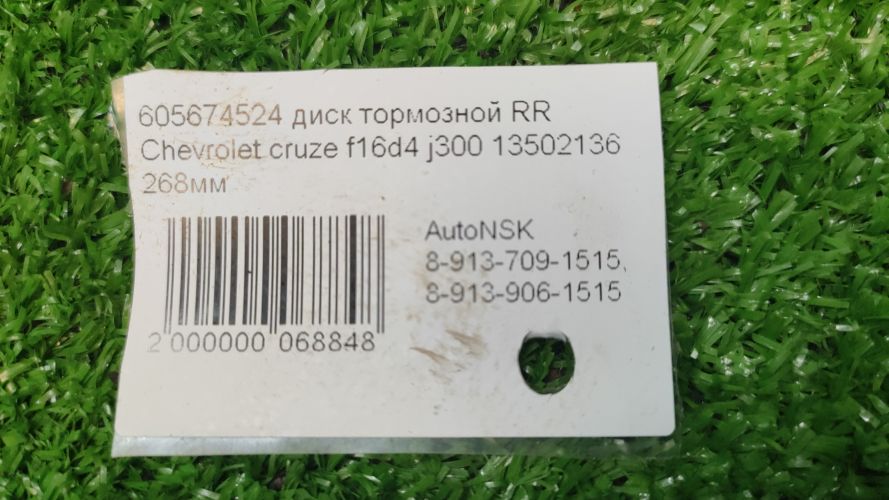 605674524 диск тормозной RR
Chevrolet cruze f16d4 j300 13502136
268мм
AutoNSK
8-913-709-1515,
8-913-906-1515
2 000000 068848